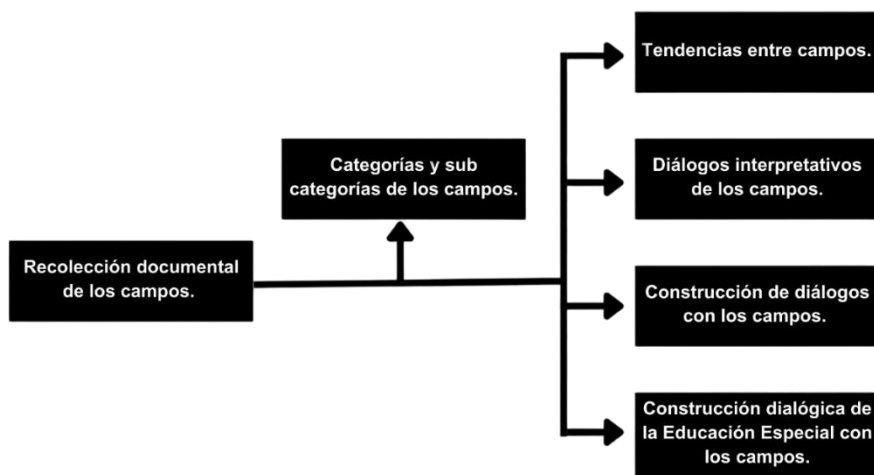 Recolección documental
de los campos.
Categorías y sub
categorías de los campos.
Tendencias entre campos.
Diálogos interpretativos
de los campos.
Construcción de diálogos
con los campos.
Construcción dialógica de
la Educación Especial con
los campos.